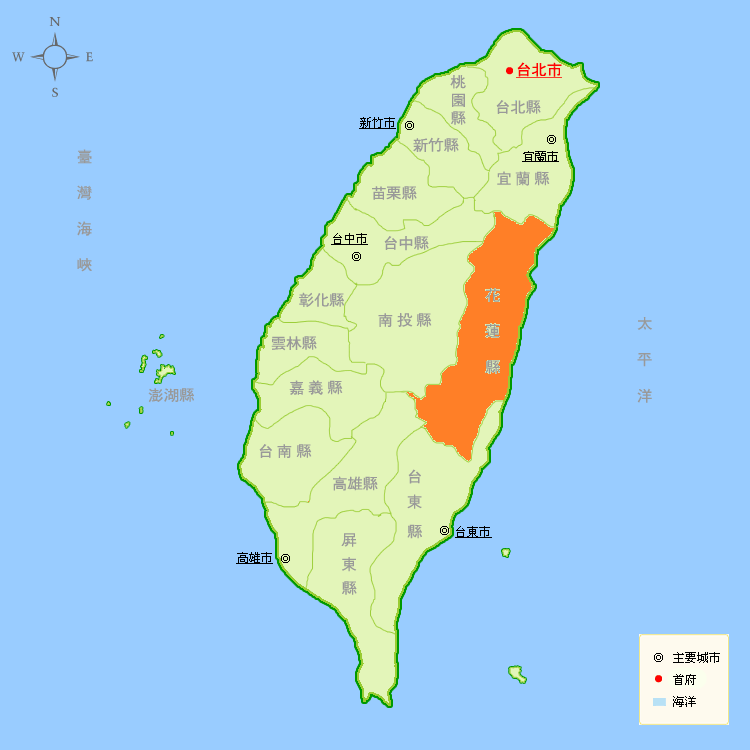 N
W E
S
台北市
桃園縣
台北縣
新竹市
新竹縣
宜蘭市
宜蘭縣
臺灣海峽
苗栗縣
台中市
台中縣
花蓮縣
彰化縣
南投縣
太平洋
雲林縣
嘉義縣
澎湖縣
台南縣
高雄縣
台東縣
台東市
屏東縣
高雄市
主要城市
首府
海洋